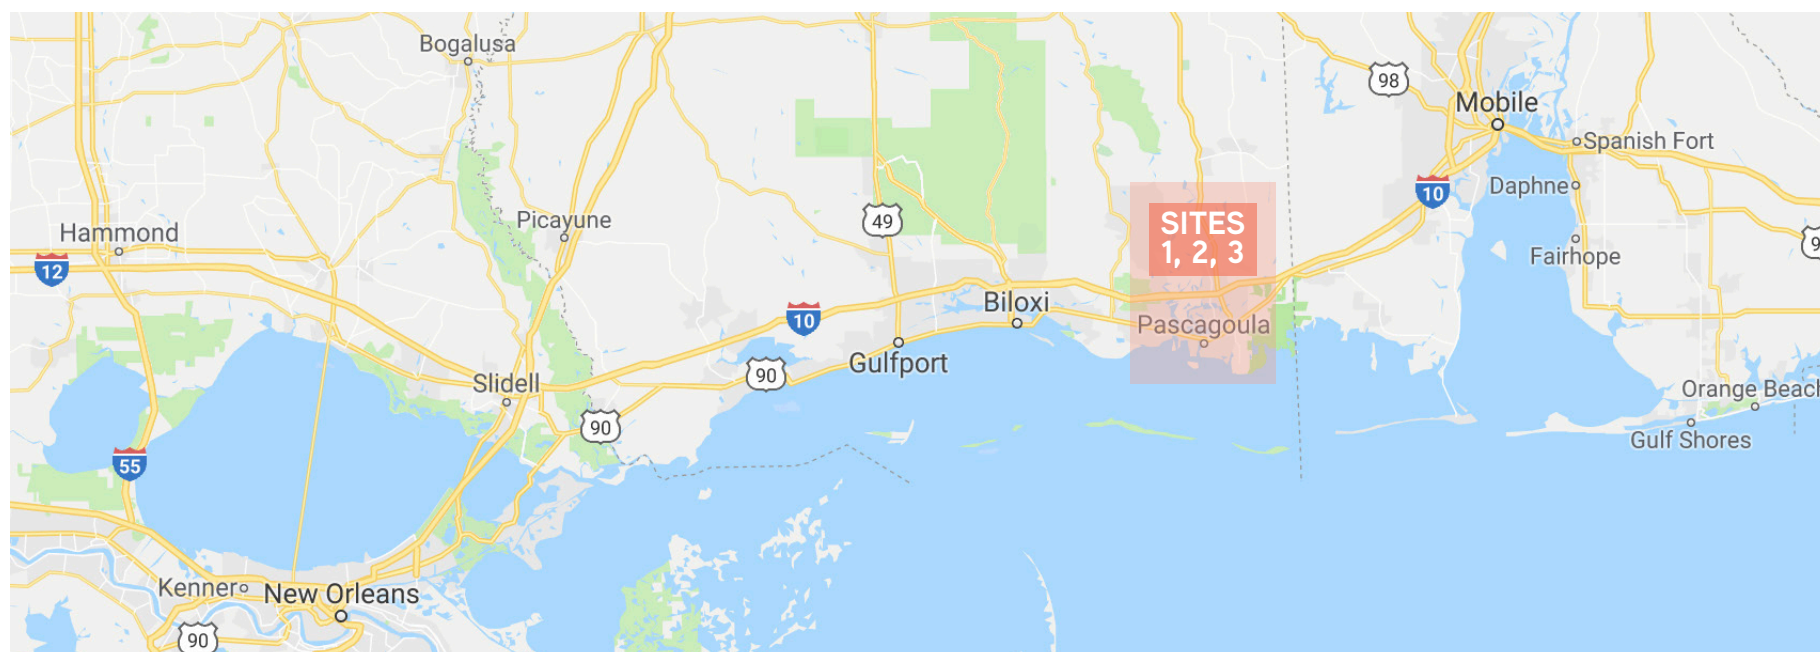 Bogalusa
98
Mobile
Spanish Fort
Daphne
10
Picayune
49
SITES
1, 2, 3
Hammond
Fairhope
12
Biloxi
10
Pascagoula
Gulfport
90
Slidell
Orange Beach
90
Gulf Shores
55
Kenner
New Orleans
90